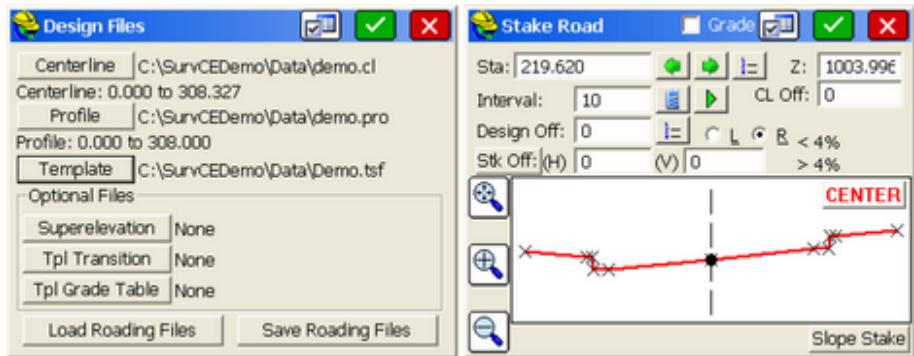 Design Files
Centerline C:\SurvCEDemo\Data\demo.cl
Centerline: 0.000 to 308.327
Profile C:\SurvCEDemo\Data\demo.pro
Profile: 0.000 to 308.000
Template C:\SurvCEDemo\Data\Demo.tsf
Optional Files
Superelevation None
Tpl Transition None
Tpl Grade Table None
Load Roading Files Save Roading Files
Stake Road Grade
Sta: 219.620 Z: 1003.996
Interval: 10 CL Off: 0
Design Off: 0 L R < 4%
Stk Off: (H) 0 (V) 0 > 4%
CENTER
Slope Stake